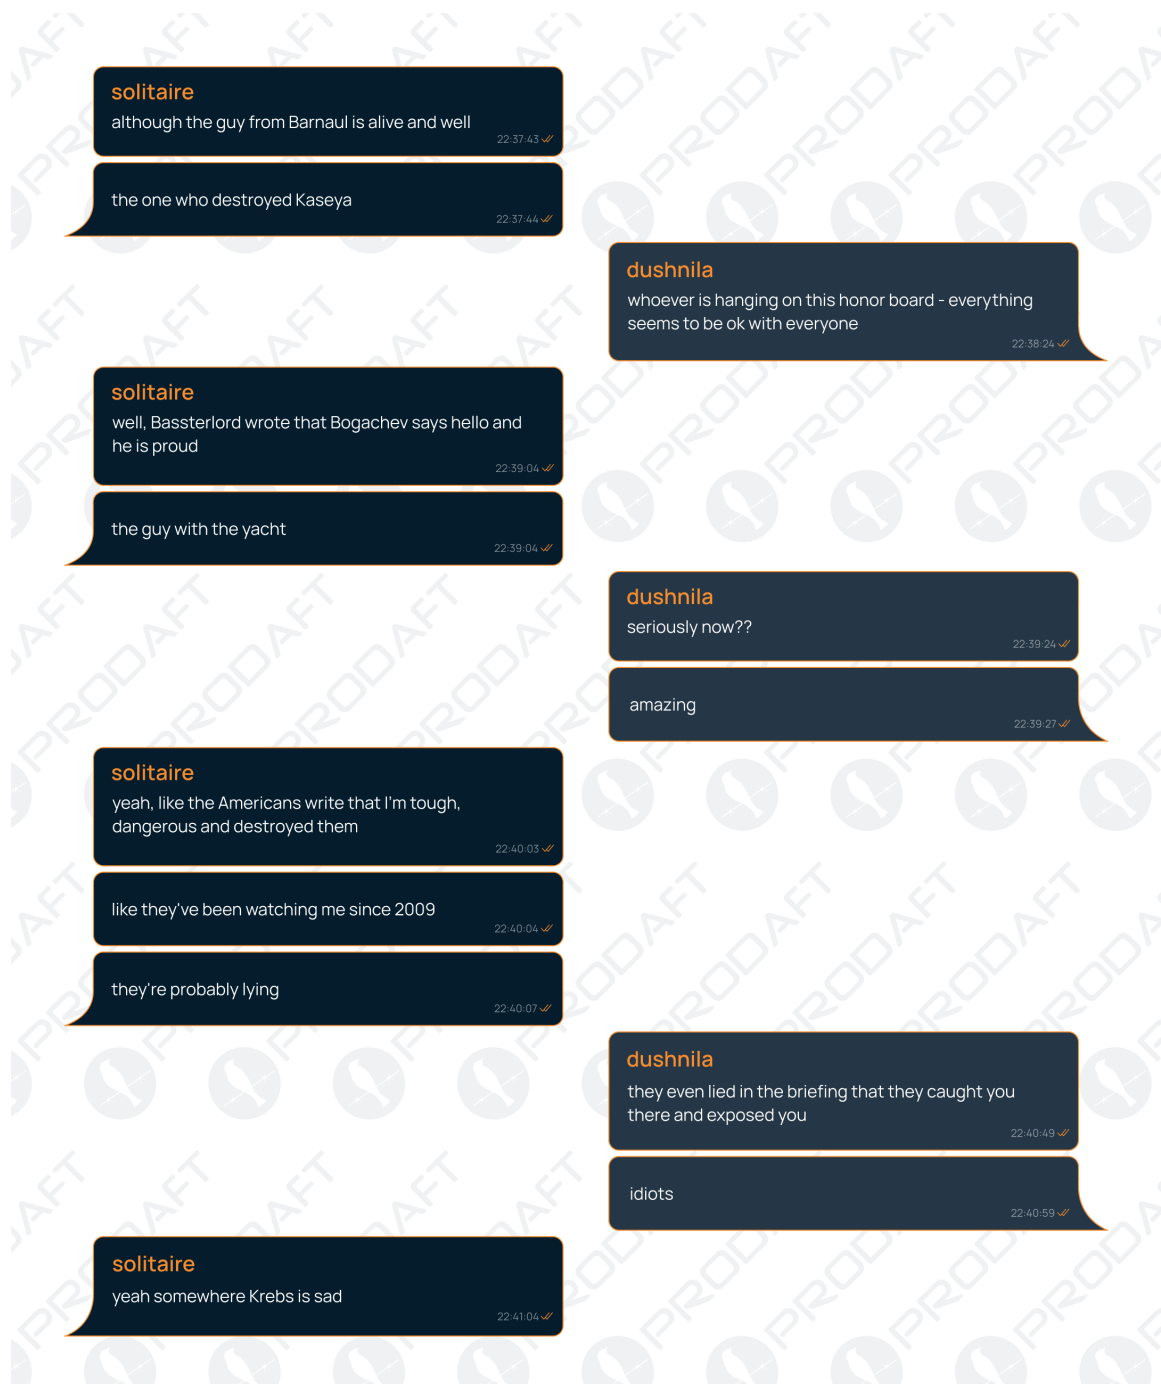 solitaire
although the guy from Barnaul is alive and well
22:37:43
the one who destroyed Kaseya
22:37:44
dushnila
whoever is hanging on this honor board - everything
seems to be ok with everyone
22:38:24
solitaire
well, Bassterlord wrote that Bogachev says hello and
he is proud
22:39:04
the guy with the yacht
22:39:04
dushnila
seriously now??
22:39:24
amazing
22:39:27
solitaire
yeah, like the Americans write that I'm tough,
dangerous and destroyed them
22:40:03
like they've been watching me since 2009
22:40:04
they're probably lying
22:40:07
dushnila
they even lied in the briefing that they caught you
there and exposed you
22:40:49
idiots
22:40:59
solitaire
yeah somewhere Krebs is sad
22:41:04
PRODAFT